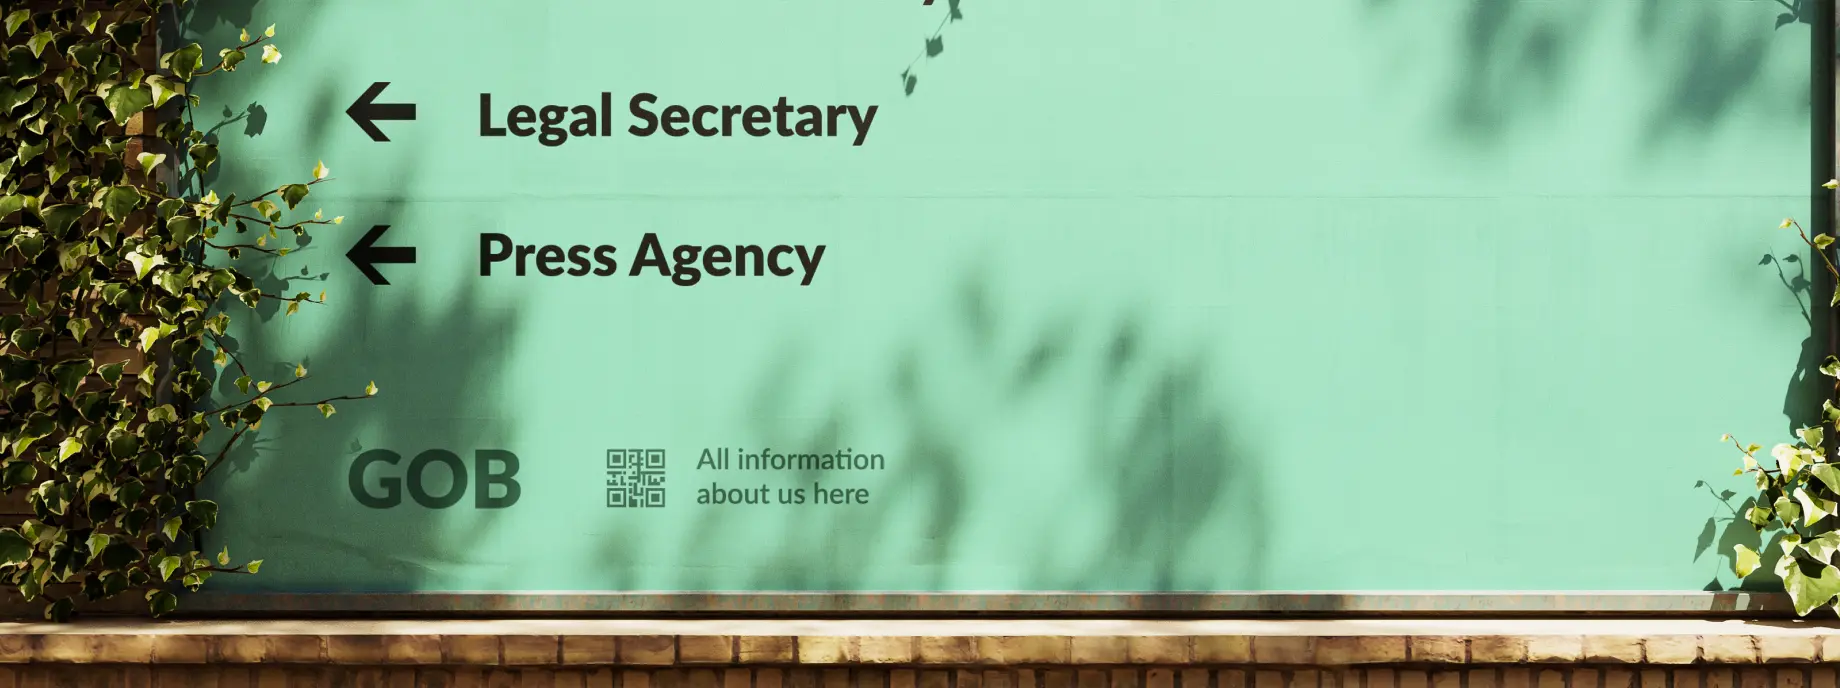 Legal Secretary
Press Agency
GOB
All information
about us here